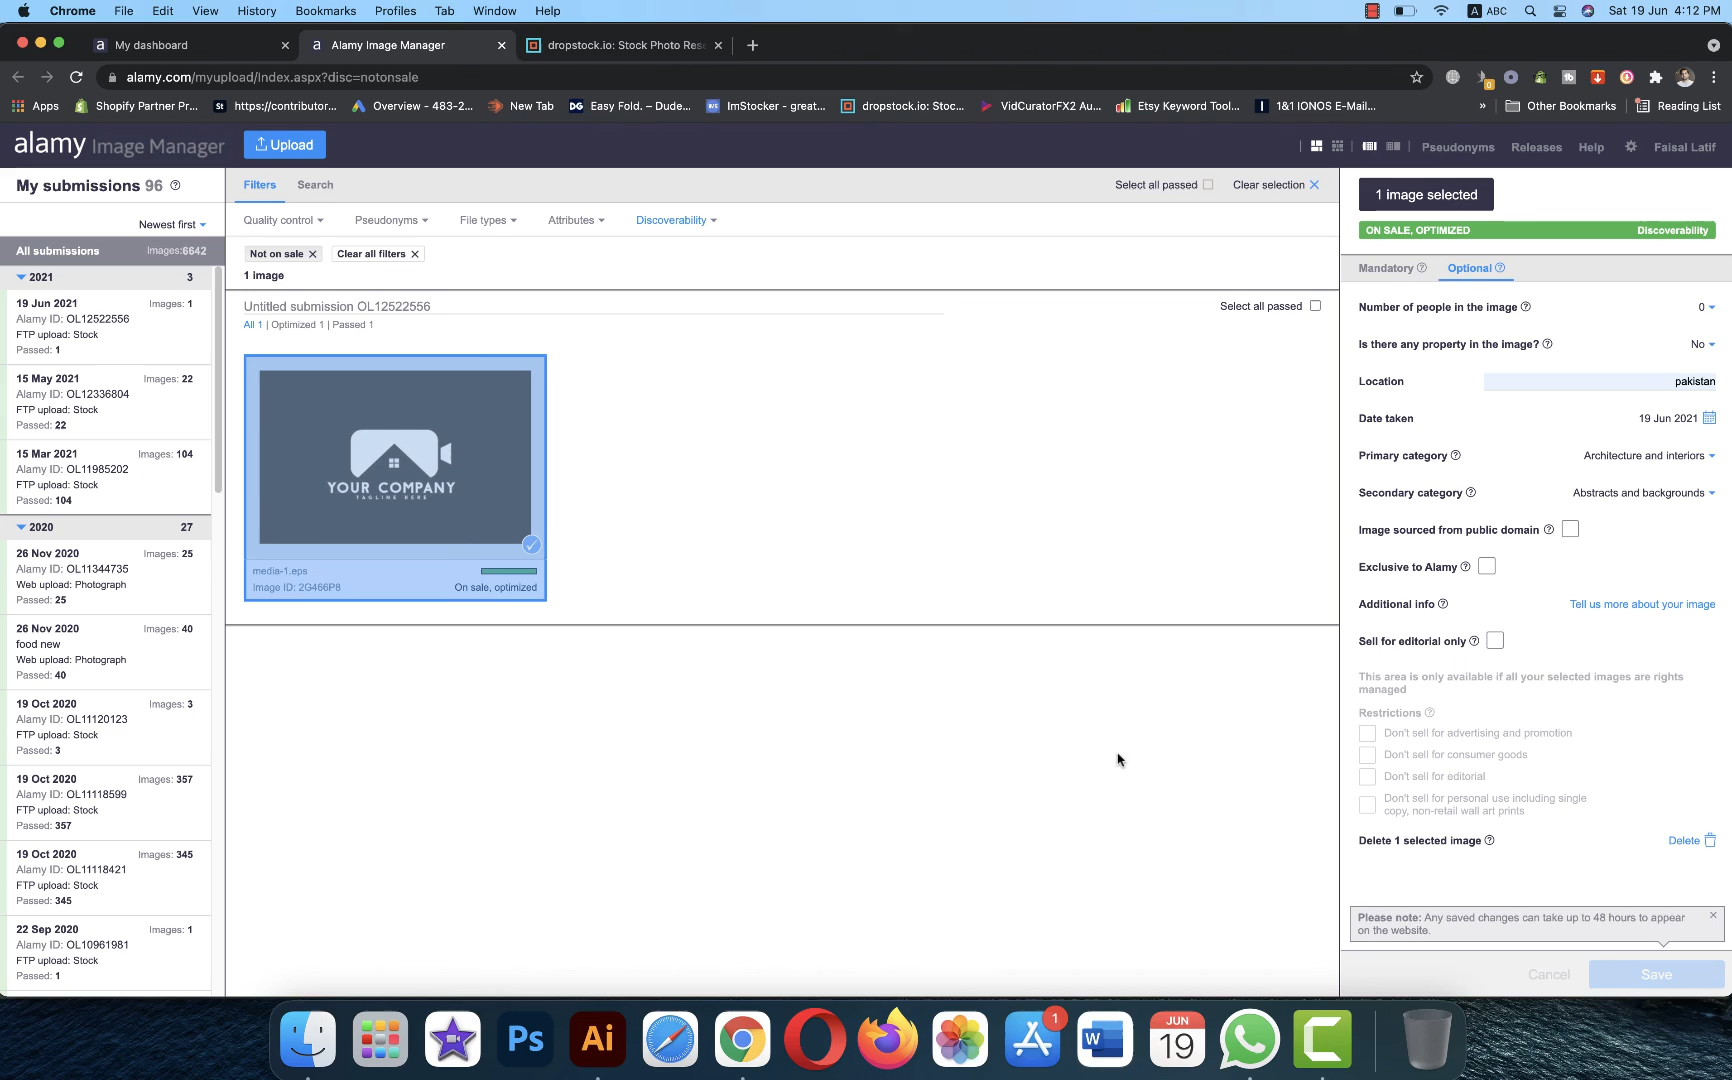 Chrome File Edit View History Bookmarks Profiles Tab Window Help
A ABC
Sat 19 Jun 4:12 PM
a My dashboard
a Alamy Image Manager
dropstock.io: Stock Photo Res
alamy.com/myupload/Index.aspx?disc=notonsale
Apps
Shopify Partner Pr...
St https://contributor...
Overview - 483-2...
New Tab
DG Easy Fold. – Dude...
ImStocker - great...
dropstock.io: Stoc...
VidCuratorFX2 Au...
Etsy Keyword Tool...
1&1 IONOS E-Mail...
»
Other Bookmarks
Reading List
alamy Image Manager
Upload
Pseudonyms
Releases
Help
Faisal Latif
My submissions 96
Newest first
All submissions Images:6642
2021 3
19 Jun 2021 Images: 1
Alamy ID: OL12522556
FTP upload: Stock
Passed: 1
15 May 2021 Images: 22
Alamy ID: OL12336804
FTP upload: Stock
Passed: 22
15 Mar 2021 Images: 104
Alamy ID: OL11985202
FTP upload: Stock
Passed: 104
2020 27
26 Nov 2020 Images: 25
Alamy ID: OL11344735
Web upload: Photograph
Passed: 25
26 Nov 2020 Images: 40
food new
Web upload: Photograph
Passed: 40
19 Oct 2020 Images: 3
Alamy ID: OL11120123
FTP upload: Stock
Passed: 3
19 Oct 2020 Images: 357
Alamy ID: OL11118599
FTP upload: Stock
Passed: 357
19 Oct 2020 Images: 345
Alamy ID: OL11118421
FTP upload: Stock
Passed: 345
22 Sep 2020 Images: 1
Alamy ID: OL10961981
FTP upload: Stock
Passed: 1
Filters Search
Select all passed
Clear selection
Quality control
Pseudonyms
File types
Attributes
Discoverability
Not on sale
Clear all filters
1 image
Untitled submission OL12522556
Select all passed
All 1 | Optimized 1 | Passed 1
YOUR COMPANY
TAGLINE HERE
media-1.eps
Image ID: 2G466P8
On sale, optimized
1 image selected
ON SALE, OPTIMIZED Discoverability
Mandatory Optional
Number of people in the image 0
Is there any property in the image? No
Location pakistan
Date taken 19 Jun 2021
Primary category Architecture and interiors
Secondary category Abstracts and backgrounds
Image sourced from public domain
Exclusive to Alamy
Additional info Tell us more about your image
Sell for editorial only
This area is only available if all your selected images are rights
managed
Restrictions
Don't sell for advertising and promotion
Don't sell for consumer goods
Don't sell for editorial
Don't sell for personal use including single
copy, non-retail wall art prints
Delete 1 selected image Delete
Please note: Any saved changes can take up to 48 hours to appear
on the website.
Cancel Save
Ps
Ai
1
W
JUN
19
C